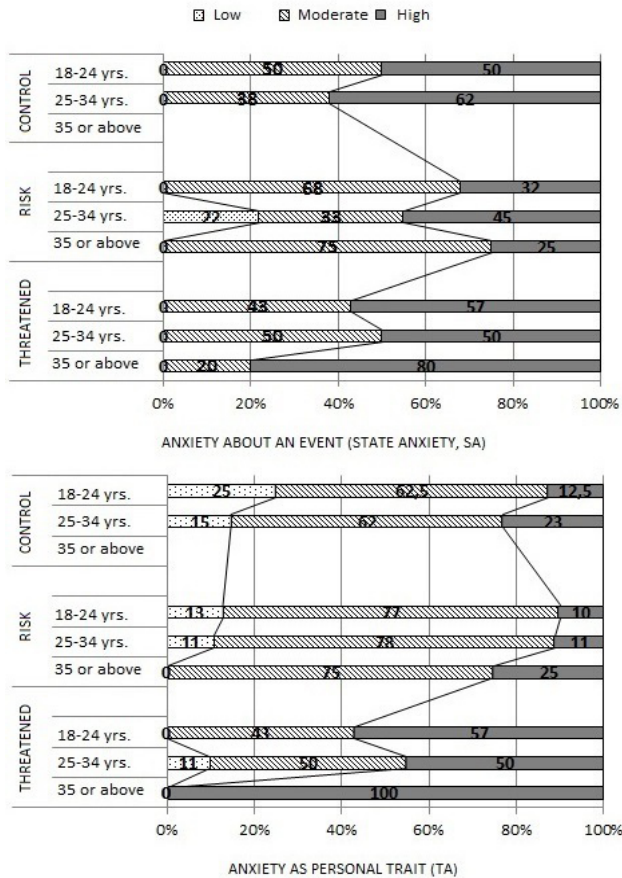 Low Moderate High
CONTROL
18-24 yrs. 0 50 50
25-34 yrs. 0 38 62
35 or above
RISK
18-24 yrs. 0 68 32
25-34 yrs. 22 33 45
35 or above 0 75 25
THREATENED
18-24 yrs. 0 43 57
25-34 yrs. 0 50 50
35 or above 0 20 80
0% 20% 40% 60% 80% 100%
ANXIETY ABOUT AN EVENT (STATE ANXIETY, SA)
CONTROL
18-24 yrs. 25 62,5 12,5
25-34 yrs. 15 62 23
35 or above
RISK
18-24 yrs. 13 77 10
25-34 yrs. 11 78 11
35 or above 0 75 25
THREATENED
18-24 yrs. 0 43 57
25-34 yrs. 11 50 50
35 or above 0 100
0% 20% 40% 60% 80% 100%
ANXIETY AS PERSONAL TRAIT (TA)